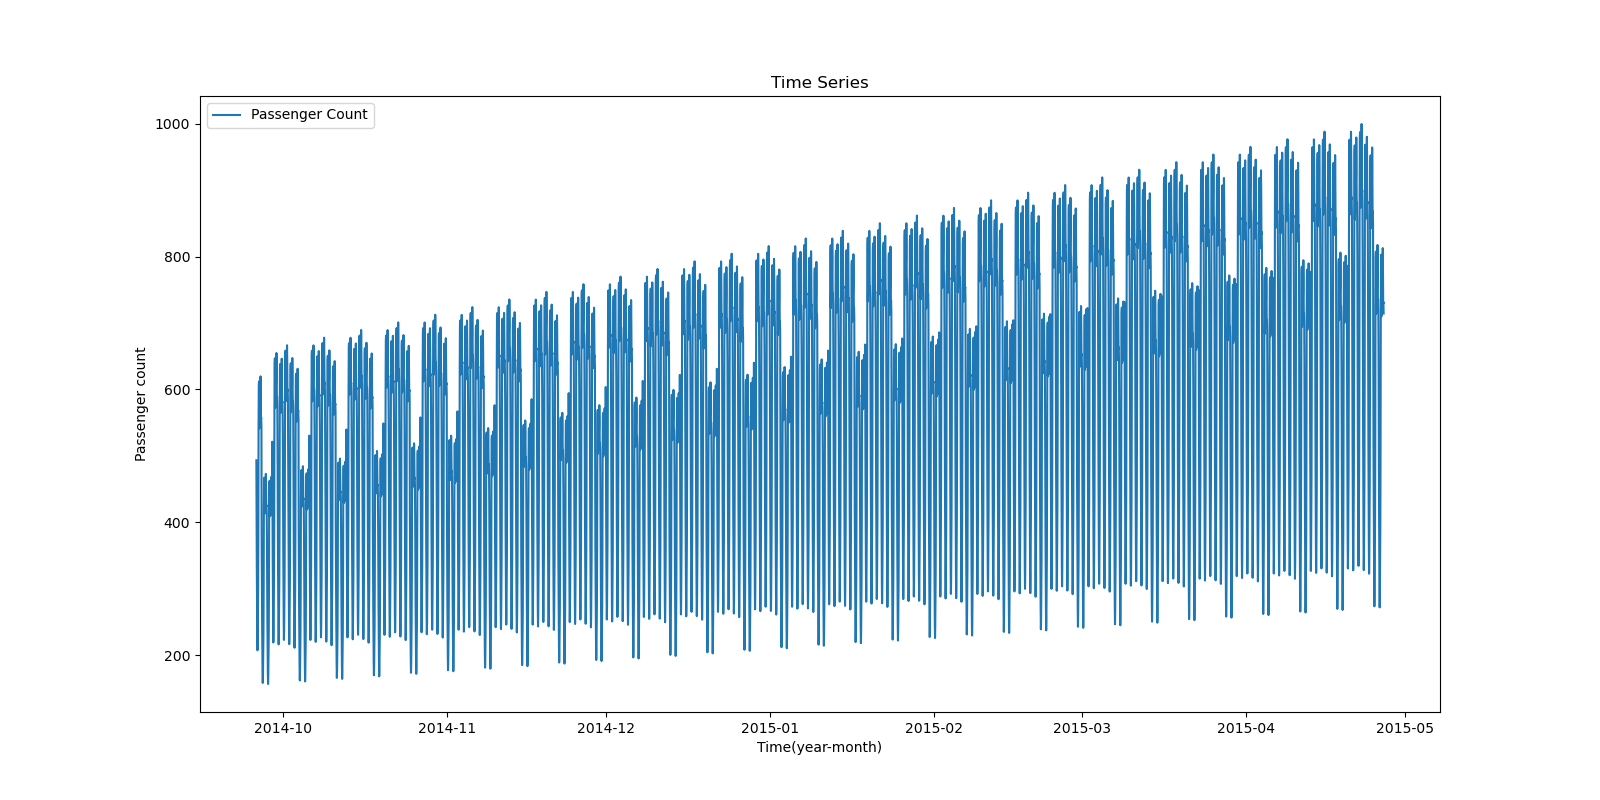 Time Series
Passenger Count
1000
800
600
400
200
Passenger count
2014-10 2014-11 2014-12 2015-01 2015-02 2015-03 2015-04 2015-05
Time(year-month)